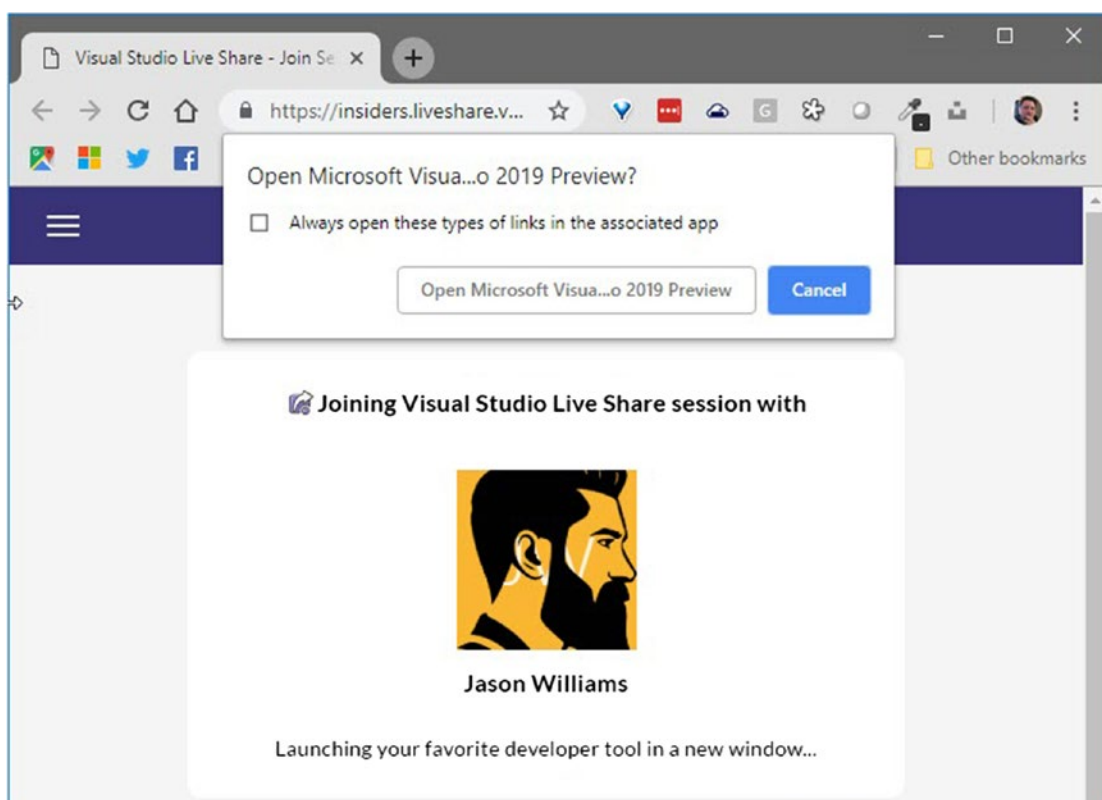 Visual Studio Live Share - Join Se
https://insiders.liveshare.v...
G
Other bookmarks
Open Microsoft Visua...o 2019 Preview?
Always open these types of links in the associated app
Open Microsoft Visua...o 2019 Preview
Cancel
Joining Visual Studio Live Share session with
Jason Williams
Launching your favorite developer tool in a new window...